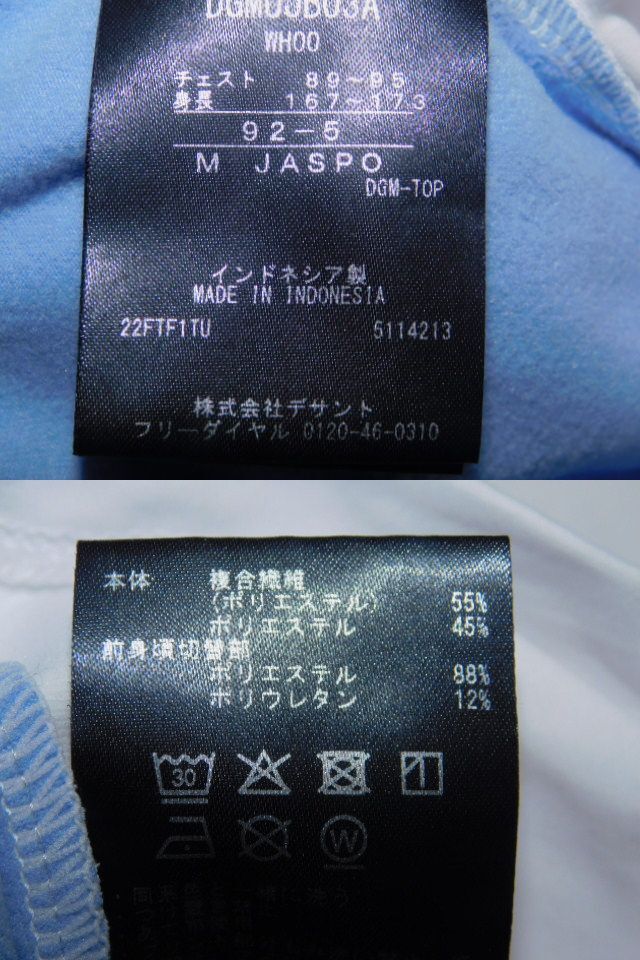 WH00
チェスト 89~95
身長 167~173
92-5
M JASPO
DGM-TOP
インドネシア製
MADE IN INDONESIA
22FTF1TU 5114213
株式会社デサント
フリーダイヤル 0120-46-0310
本体 複合繊維
(ポリエステル) 55%
ポリエステル 45%
前身頃切替部
ポリエステル 88%
ポリウレタン 12%
30
W